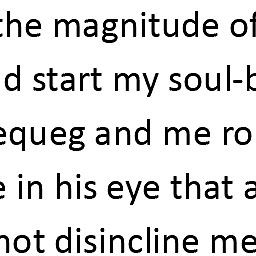 the magnitude of
d start my soul-b
equeg and me ro
e in his eye that a
not disincline me